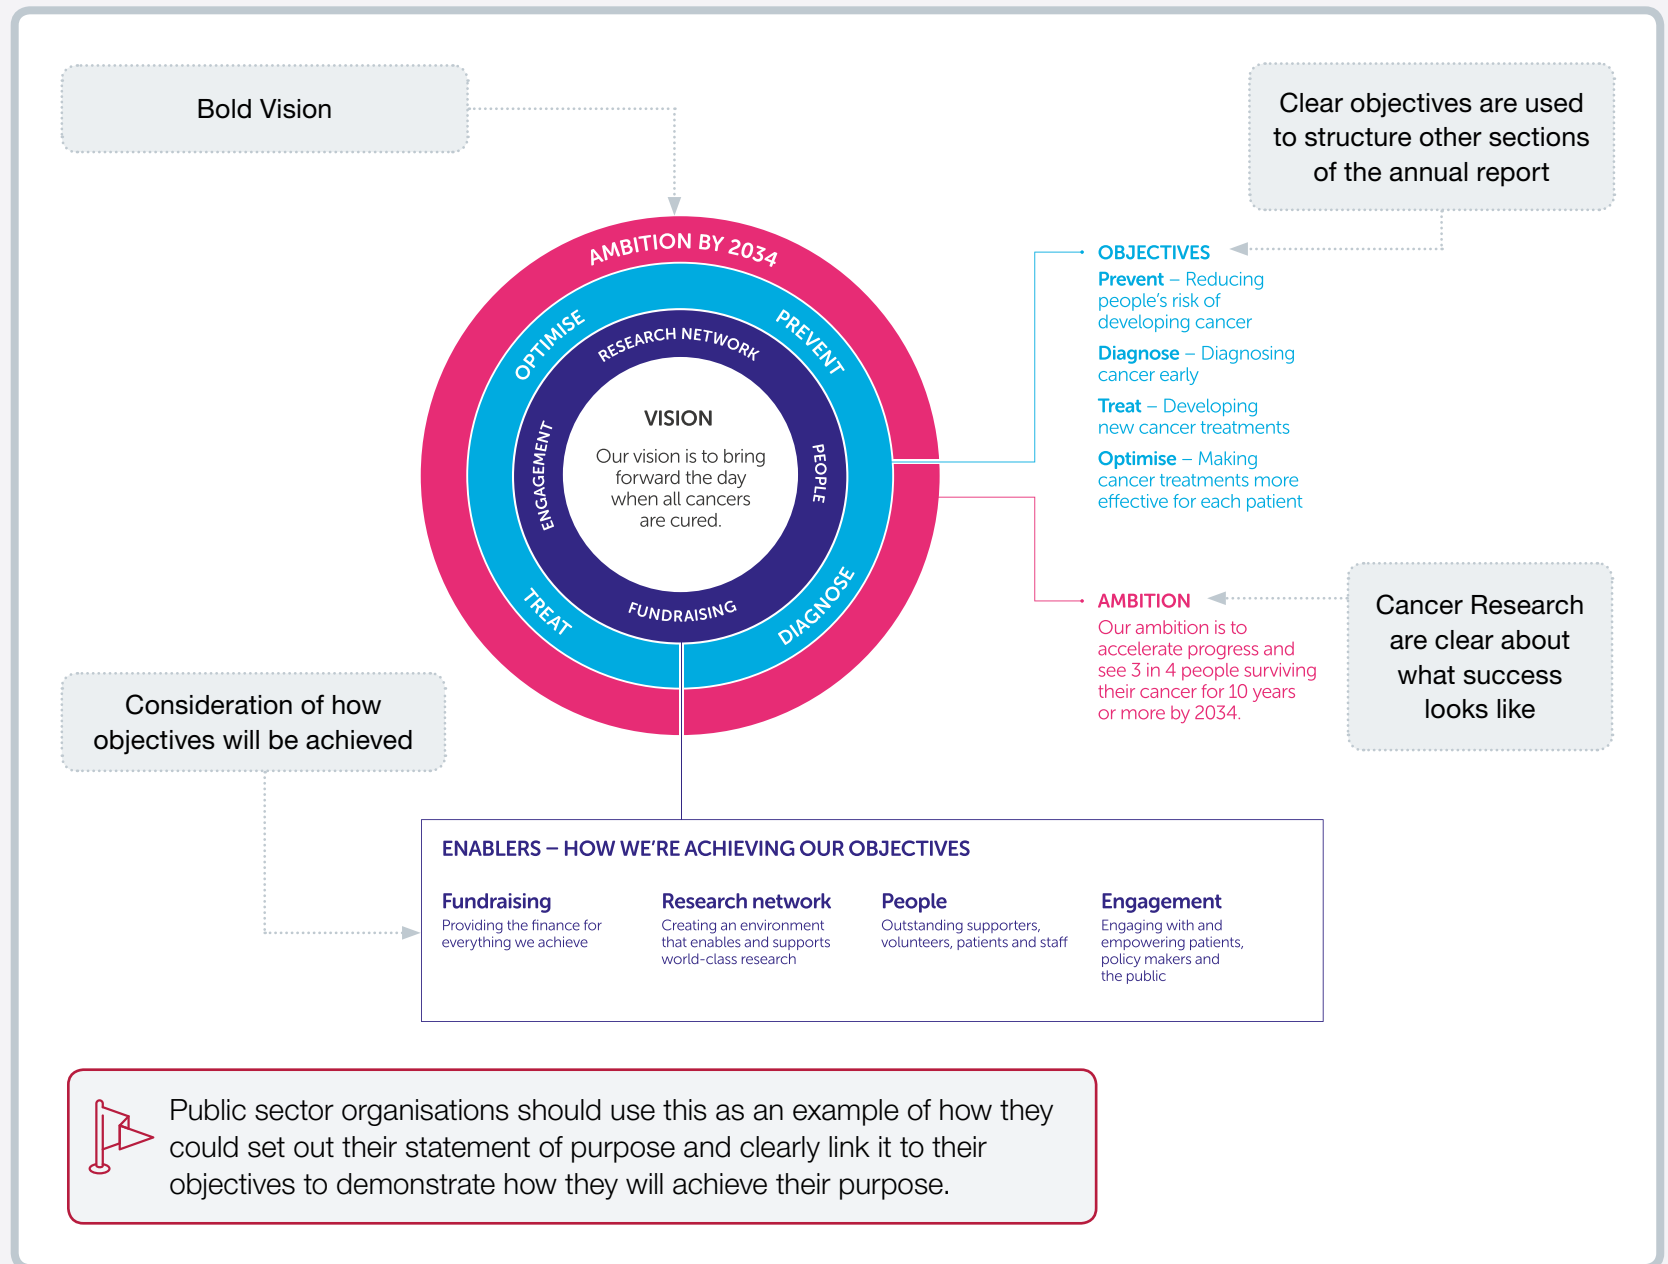 Bold Vision
Clear objectives are used
to structure other sections
of the annual report
AMBITION BY 2034
OPTIMISE
PREVENT
RESEARCH NETWORK
ENGAGEMENT
PEOPLE
VISION
Our vision is to bring
forward the day
when all cancers
are cured.
FUNDRAISING
TREAT
DIAGNOSE
OBJECTIVES
Prevent – Reducing
people’s risk of
developing cancer
Diagnose – Diagnosing
cancer early
Treat – Developing
new cancer treatments
Optimise – Making
cancer treatments more
effective for each patient
AMBITION
Our ambition is to
accelerate progress and
see 3 in 4 people surviving
their cancer for 10 years
or more by 2034.
Cancer Research
are clear about
what success
looks like
Consideration of how
objectives will be achieved
ENABLERS – HOW WE’RE ACHIEVING OUR OBJECTIVES
Fundraising
Providing the finance for
everything we achieve
Research network
Creating an environment
that enables and supports
world-class research
People
Outstanding supporters,
volunteers, patients and staff
Engagement
Engaging with and
empowering patients,
policy makers and
the public
Public sector organisations should use this as an example of how they
could set out their statement of purpose and clearly link it to their
objectives to demonstrate how they will achieve their purpose.